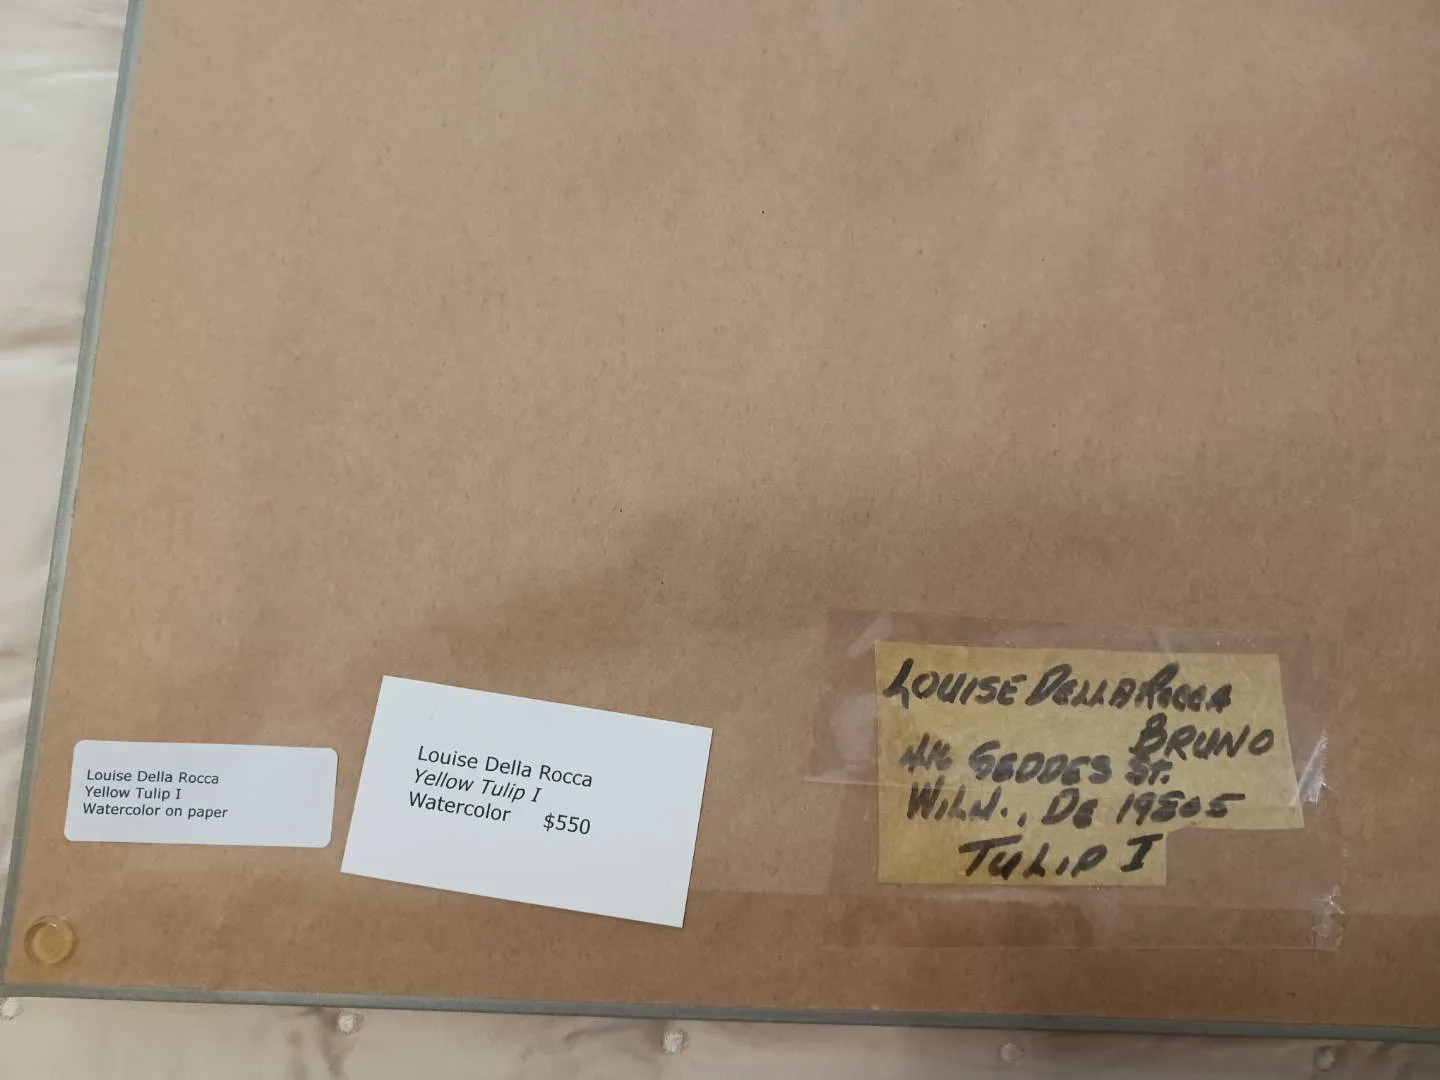 Louise Della Rocca
Yellow Tulip I
Watercolor on paper
Louise Della Rocca
Yellow Tulip I
Watercolor $550
LOUISE DELLA ROCCA
BRUNO
GEDDES ST.
WILM., DE 19805
TULIP I